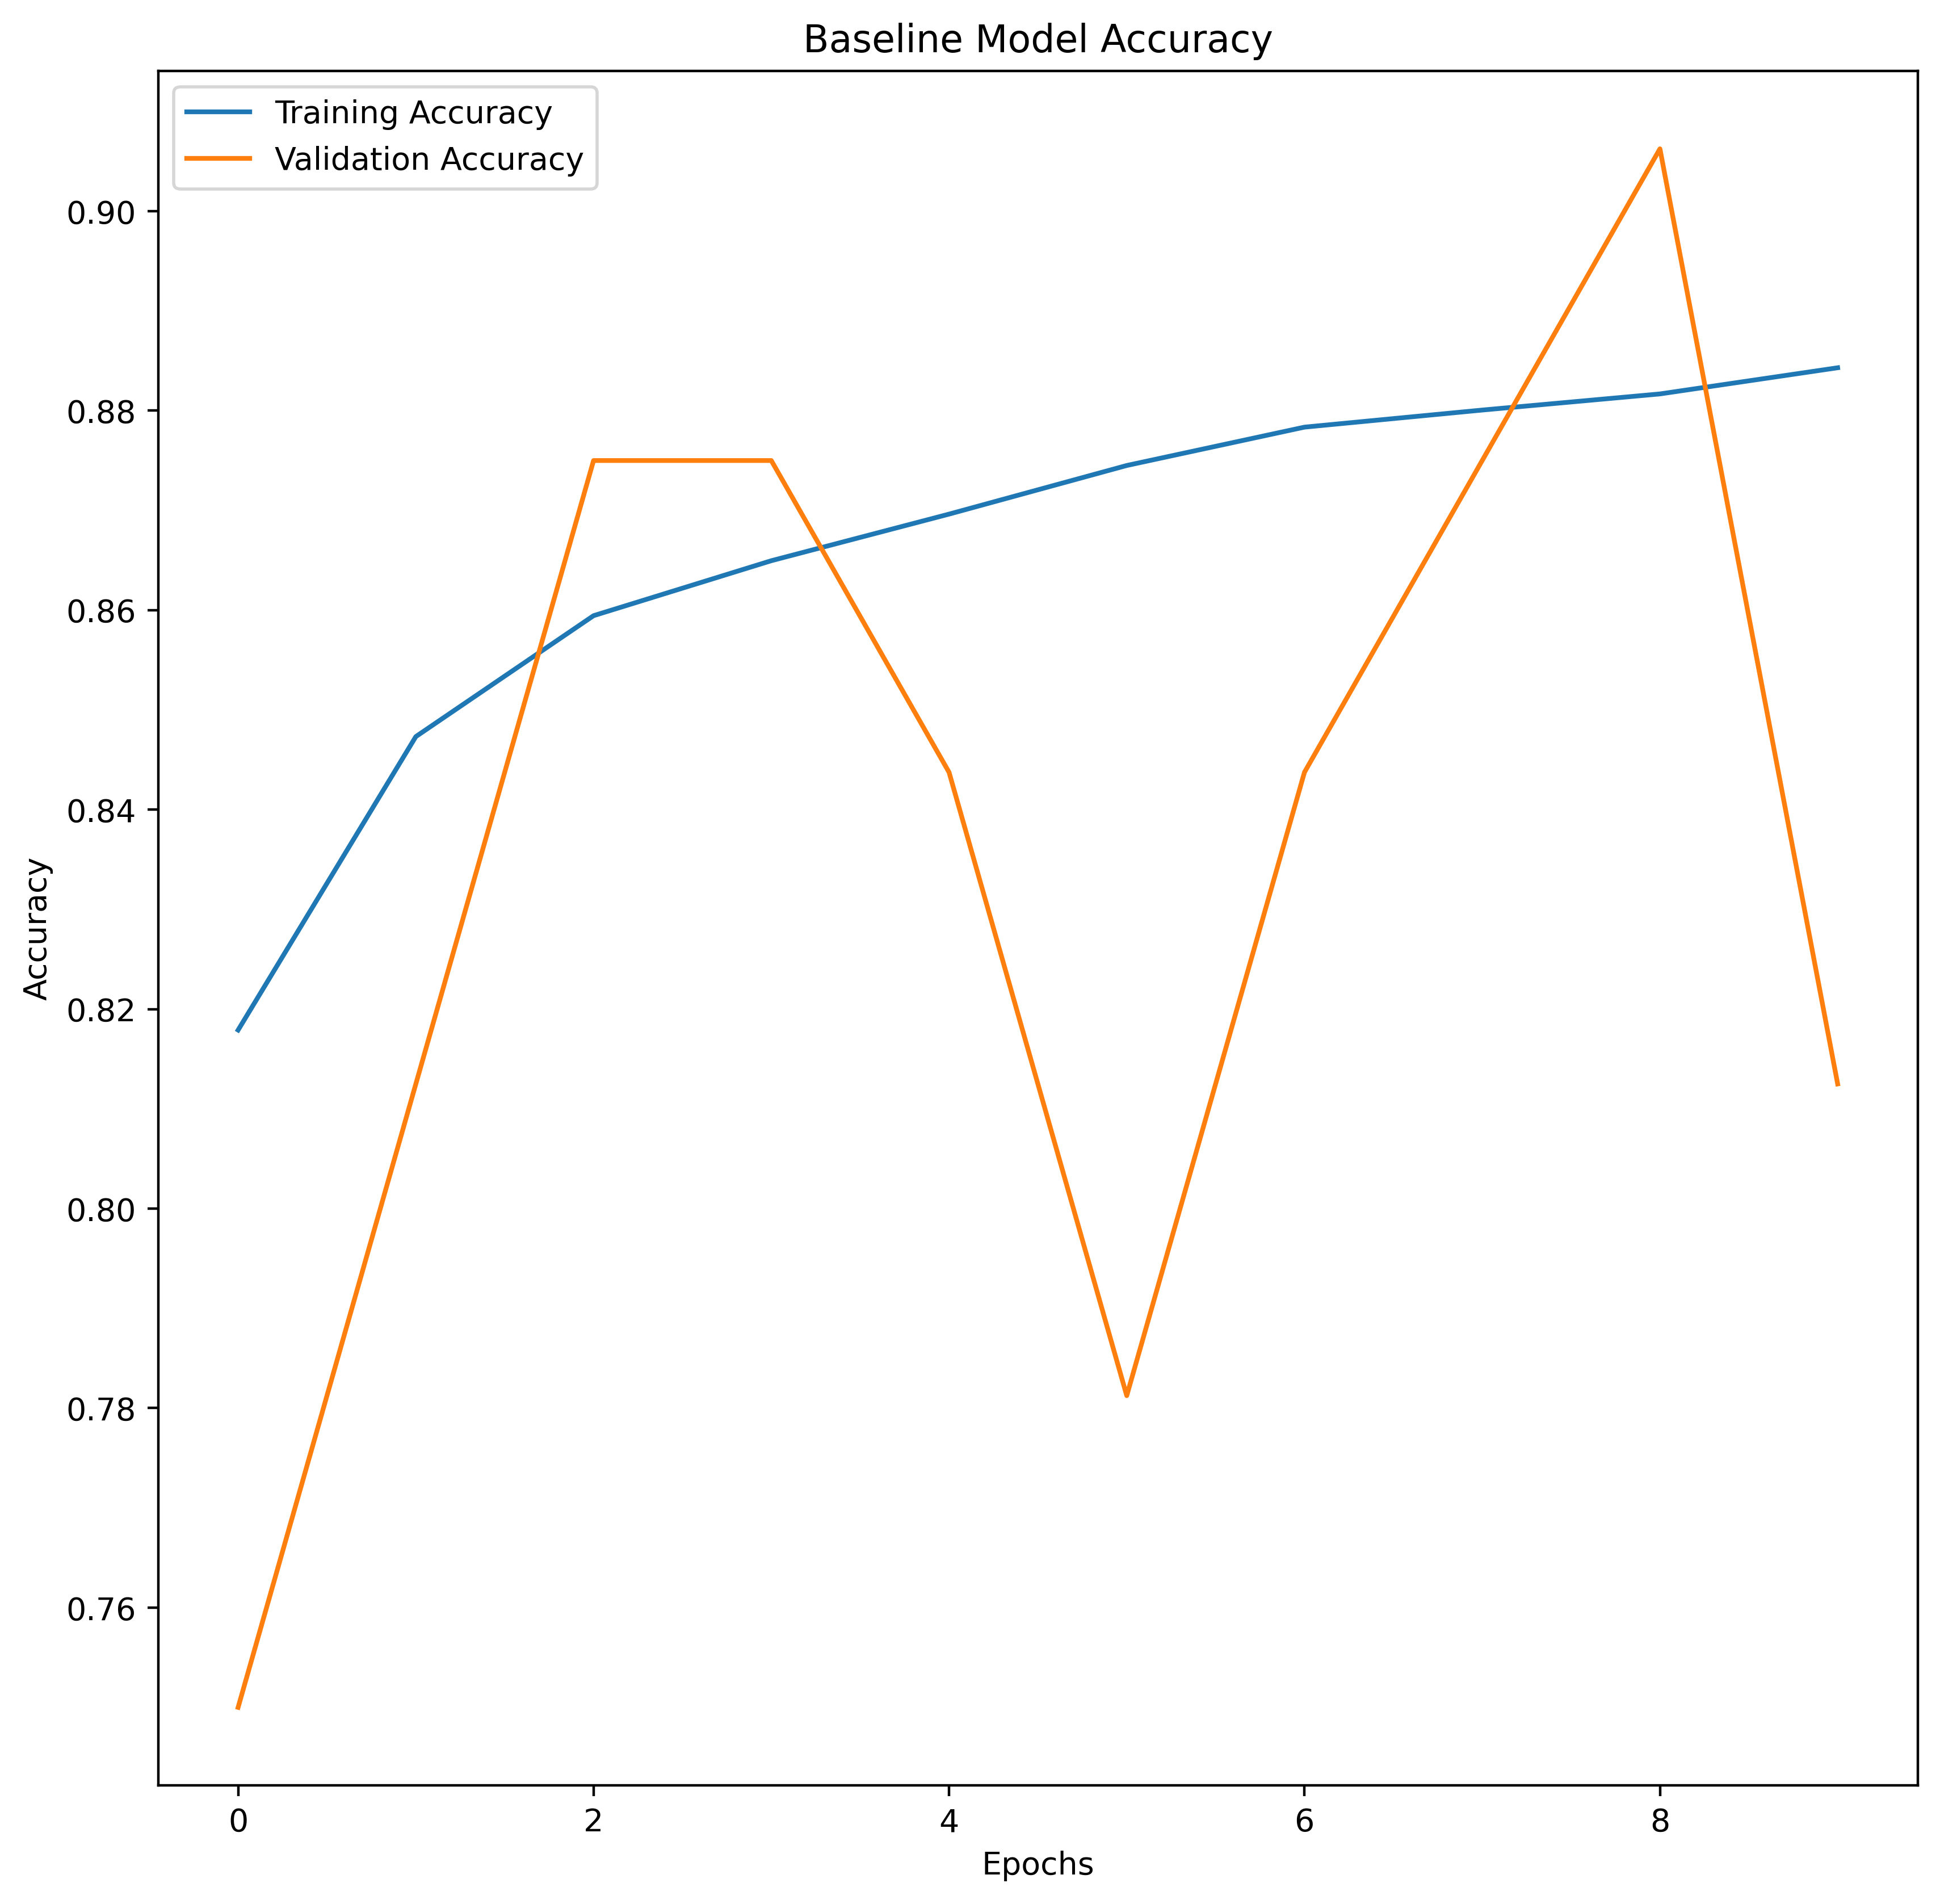 Baseline Model Accuracy
Training Accuracy
Validation Accuracy
0.90
0.88
0.86
0.84
0.82
0.80
0.78
0.76
Accuracy
0 2 4 6 8
Epochs